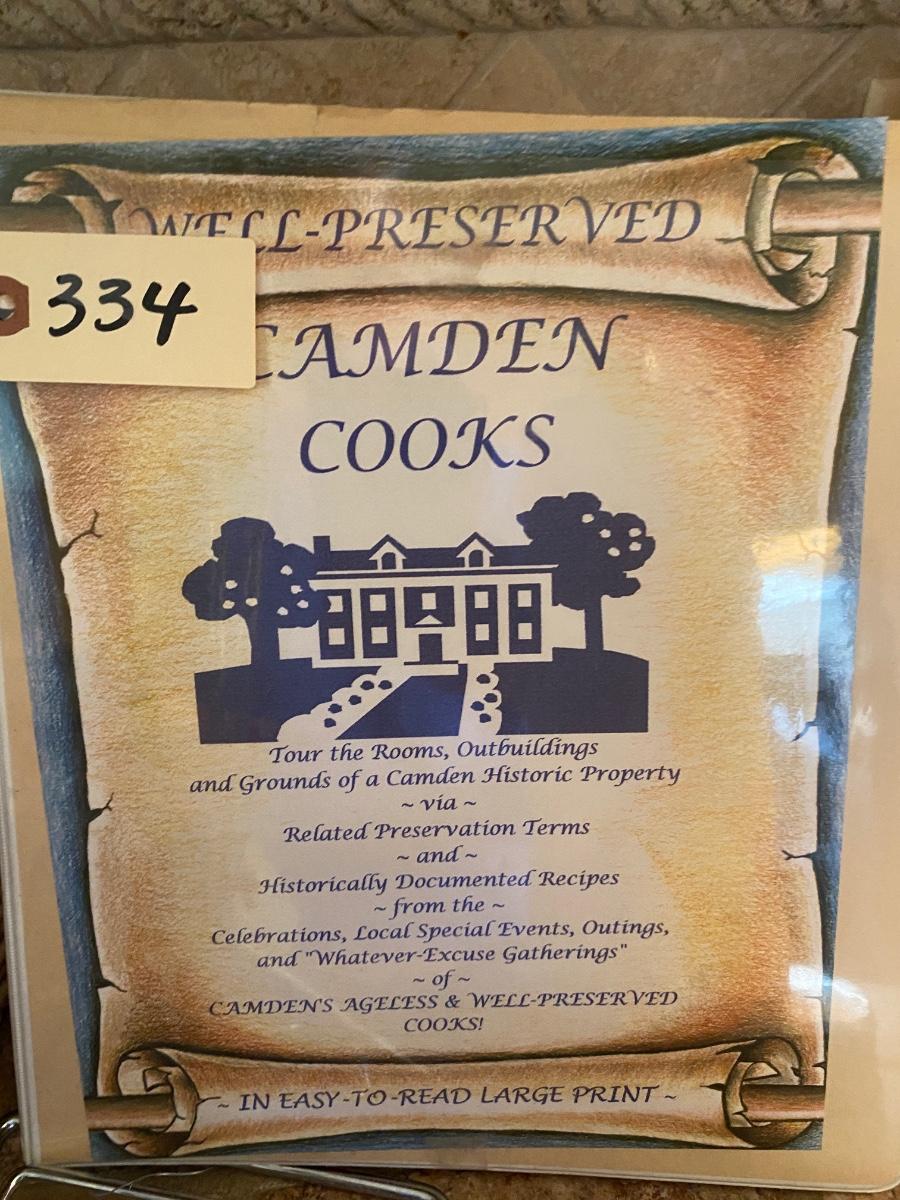 WELL-PRESERVED
334
CAMDEN
COOKS
Tour the Rooms, Outbuildings
and Grounds of a Camden Historic Property
~ via ~
Related Preservation Terms
~ and ~
Historically Documented Recipes
~ from the ~
Celebrations, Local Special Events, Outings,
and "Whatever-Excuse Gatherings"
~ of ~
CAMDEN'S AGELESS & WELL-PRESERVED
COOKS!
~ IN EASY-TO-READ LARGE PRINT ~